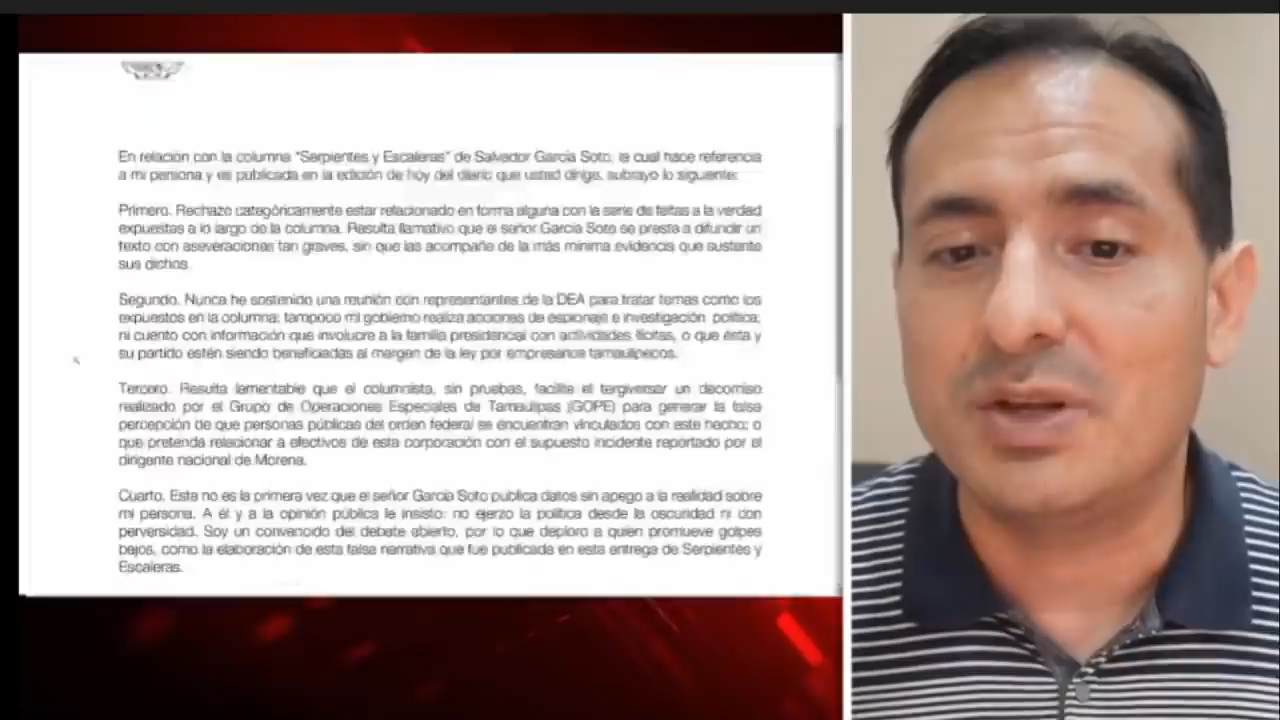 En relación con la columna "Serpientes y Escaleras" de Salvador García Soto, la cual hace referencia
a mi persona y es publicada en la edición de hoy del diario que usted dirige, subrayo lo siguiente:
Primero. Rechazo categóricamente estar relacionado en forma alguna con la serie de faltas a la verdad
expuestas a lo largo de la columna. Resulta llamativo que el señor García Soto se presta a difundir un
texto con aseveraciones tan graves, sin que las acompañe de la más mínima evidencia que sustente
sus dichos.
Segundo. Nunca he sostenido una reunión con representantes de la DEA para tratar temas como los
expuestos en la columna; tampoco mi gobierno realiza acciones de espionaje e investigación política;
ni cuento con información que involucre a la familia presidencial con actividades ilícitas, o que ésta y
su partido estén siendo beneficiadas al margen de la ley por empresarios tamaulipecos.
Tercero. Resulta lamentable que el columnista, sin pruebas, facilite el tergiversar un decomiso
realizado por el Grupo de Operaciones Especiales de Tamaulipas (GOPE) para generar la falsa
percepción de que personas públicas del orden federal se encuentran vinculados con este hecho; o
que pretenda relacionar a efectivos de esta corporación con el supuesto incidente reportado por el
dirigente nacional de Morena.
Cuarto. Esta no es la primera vez que el señor García Soto publica datos sin apego a la realidad sobre
mi persona. A él y a la opinión pública le insisto: no ejerzo la política desde la oscuridad ni con
perversidad. Soy un convencido del debate abierto, por lo que deploro a quien promueve golpes
bejos, como la elaboración de esta falsa narrativa que fue publicada en esta entrega de Serpientes y
Escaleras.